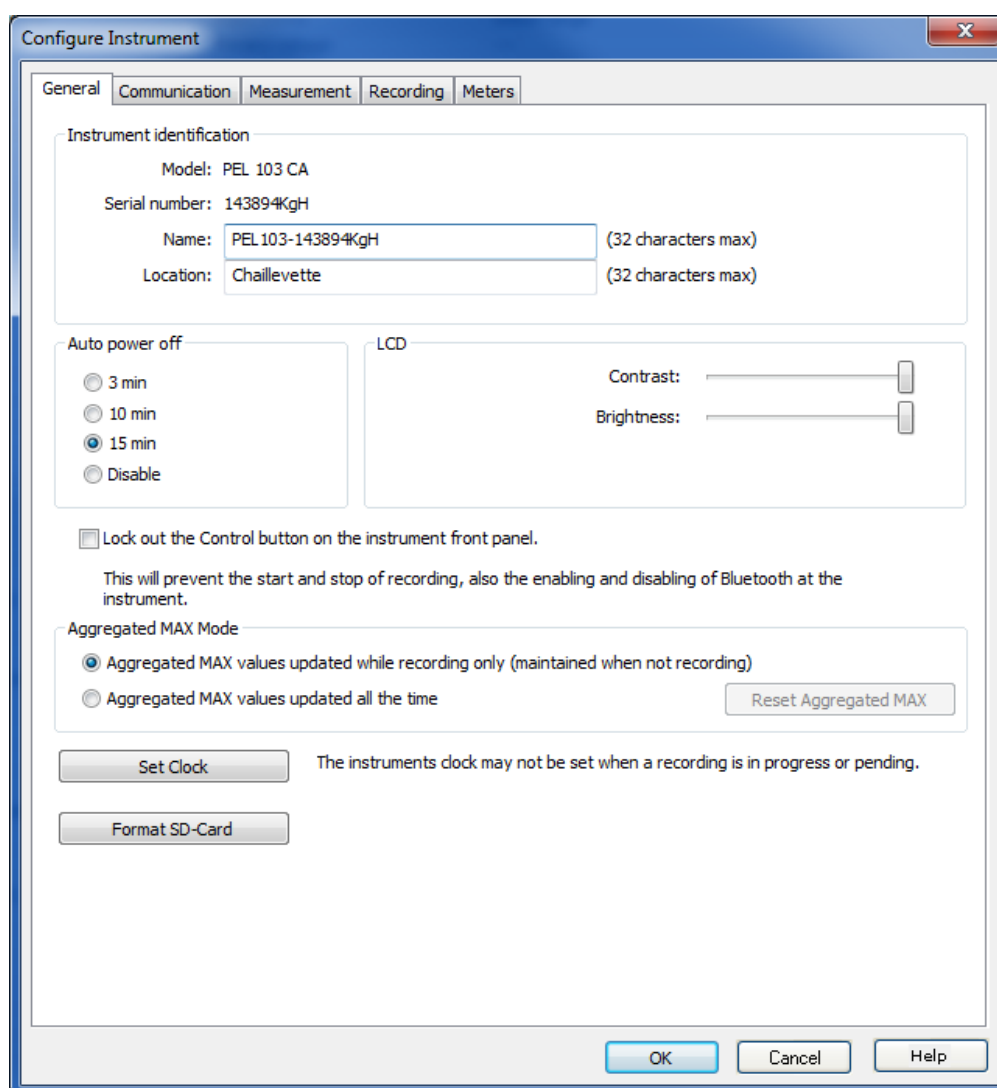 Configure Instrument
General Communication Measurement Recording Meters
Instrument identification
Model: PEL 103 CA
Serial number: 143894KgH
Name: PEL103-143894KgH (32 characters max)
Location: Chaillevette (32 characters max)
Auto power off LCD
3 min Contrast:
10 min Brightness:
15 min
Disable
Lock out the Control button on the instrument front panel.
This will prevent the start and stop of recording, also the enabling and disabling of Bluetooth at the
instrument.
Aggregated MAX Mode
Aggregated MAX values updated while recording only (maintained when not recording)
Aggregated MAX values updated all the time Reset Aggregated MAX
Set Clock The instruments clock may not be set when a recording is in progress or pending.
Format SD-Card
OK Cancel Help